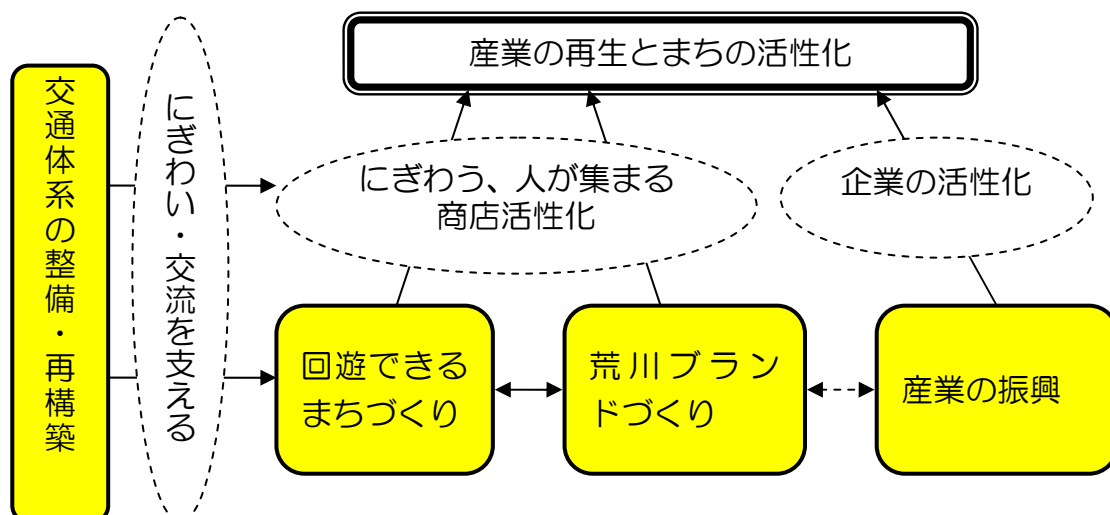 産業の再生とまちの活性化
交通体系の整備・再構築
にぎわい・交流を支える
にぎわう、人が集まる
商店活性化
企業の活性化
回遊できる
まちづくり
荒川ブラン
ドづくり
産業の振興